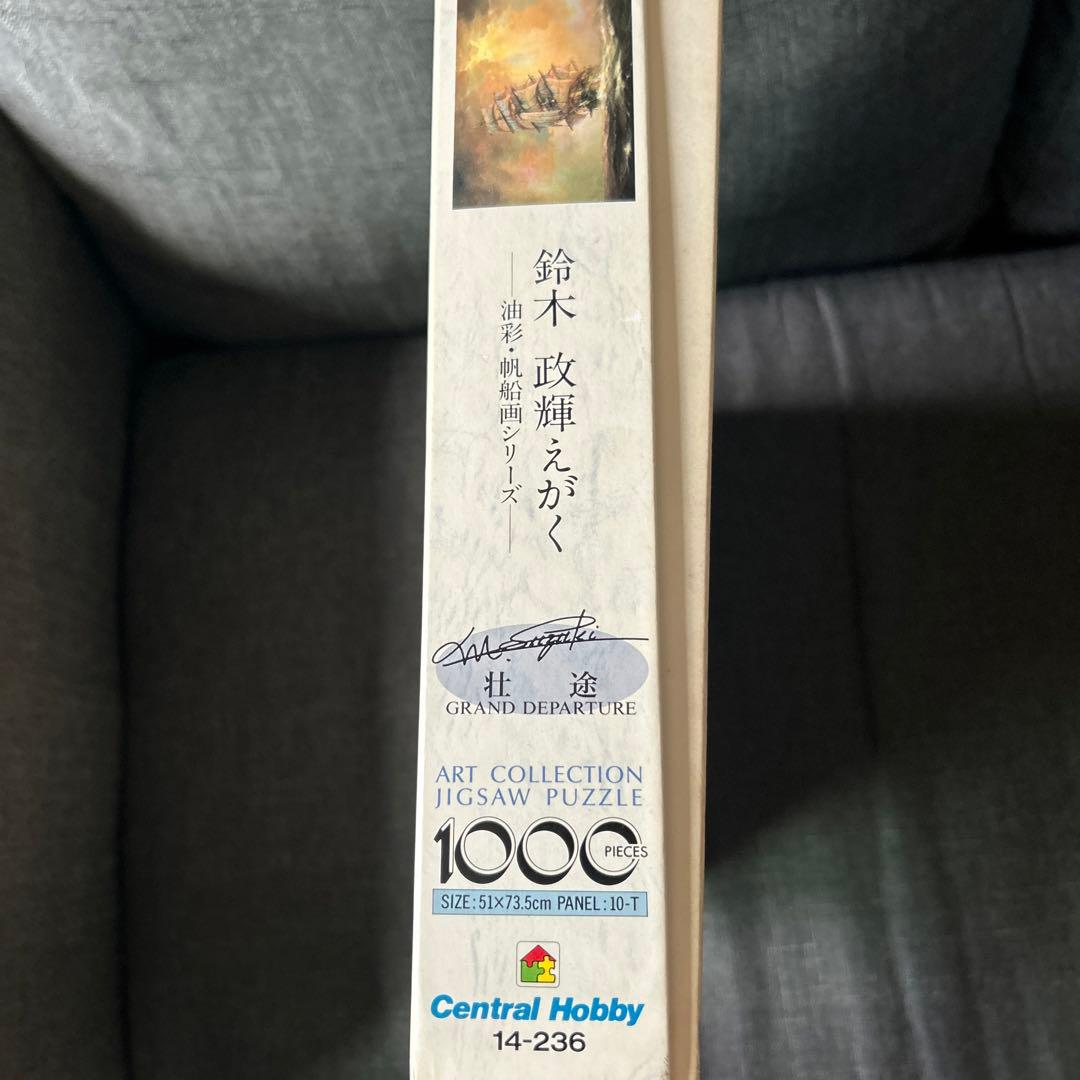 鈴木 政輝えがく
―油彩・帆船画シリーズ―
M. Suzuki
壮 途
GRAND DEPARTURE
ART COLLECTION
JIGSAW PUZZLE
1000 PIECES
SIZE:51×73.5cm PANEL:10-T
Central Hobby
14-236